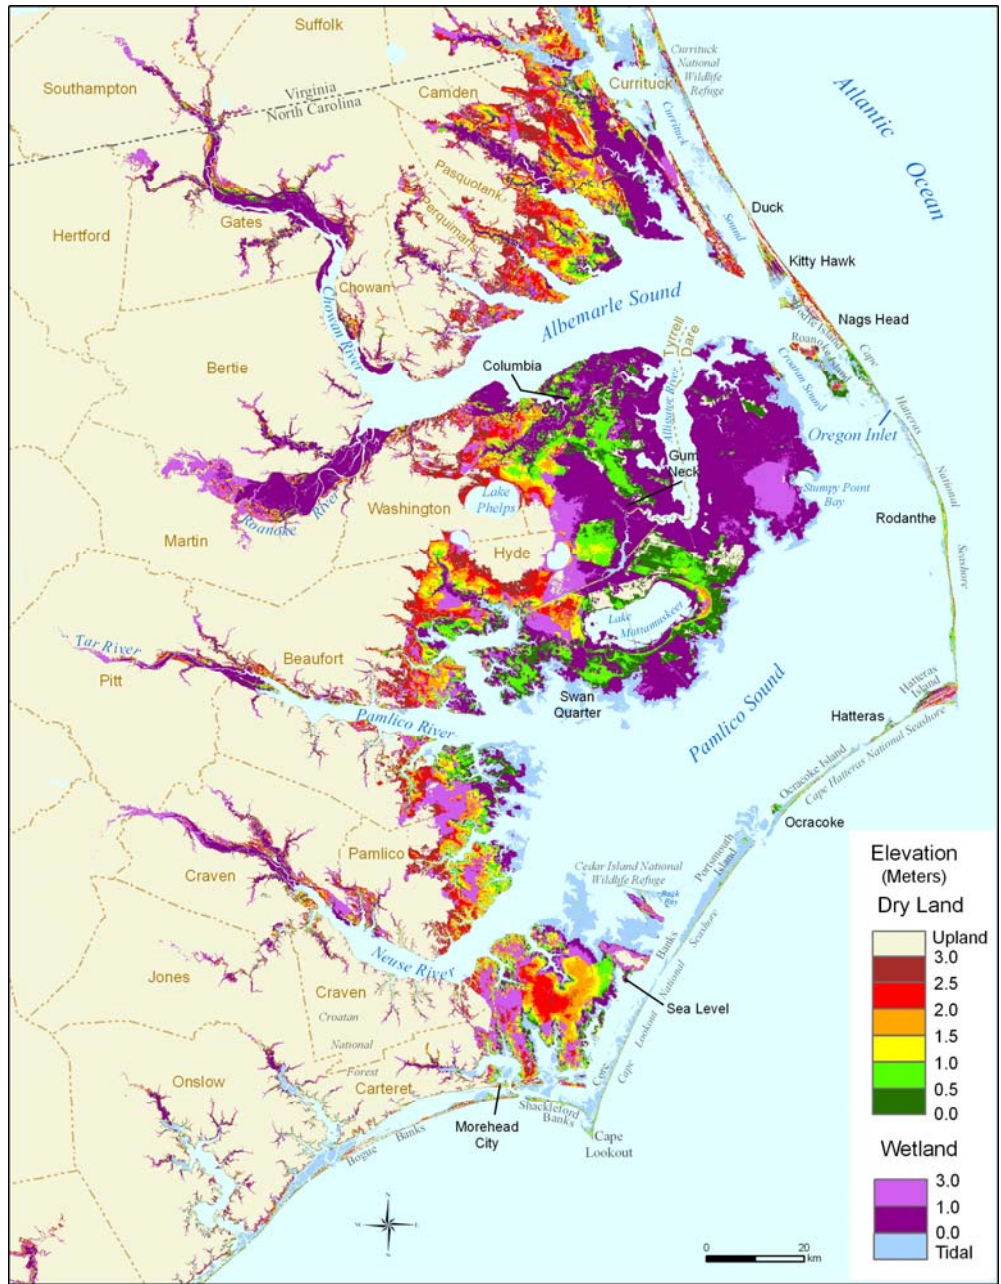 Suffolk
Southampton
Virginia
North Carolina
Camden
Currituck
Currituck
National
Wildlife
Refuge
Atlantic
Ocean
Currituck
Sound
Pasquotank
Perquimans
Gates
Hertford
Chowan
Chowan River
Duck
Kitty Hawk
Nags Head
Albemarle Sound
Bodie Island
Roanoke Island
Croatan Sound
Cape
Hatteras
National
Seashore
Oregon Inlet
Tyrrell
Dare
Alligator River
Columbia
Bertie
Gum
Neck
Stumpy Point
Bay
Rodanthe
Lake
Phelps
Washington
Roanoke
River
Martin
Hyde
Lake
Mattamuskeet
Tar River
Pitt
Beaufort
Pamlico River
Swan
Quarter
Pamlico Sound
Hatteras
Island
Hatteras
Ocracoke Island
Cape Hatteras National Seashore
Ocracoke
Portsmouth
Island
Cedar Island National
Wildlife Refuge
Craven
Pamlico
Neuse River
Jones
Craven
Croatan
National
Forest
Banks
Core
Cape
Lookout
National
Seashore
Sea Level
Onslow
Carteret
Morehead
City
Shackleford
Banks
Cape
Lookout
Bogue Banks
Elevation
(Meters)
Dry Land
Upland
3.0
2.5
2.0
1.5
1.0
0.5
0.0
Wetland
3.0
1.0
0.0
Tidal
N
W
E
S
0
20
km